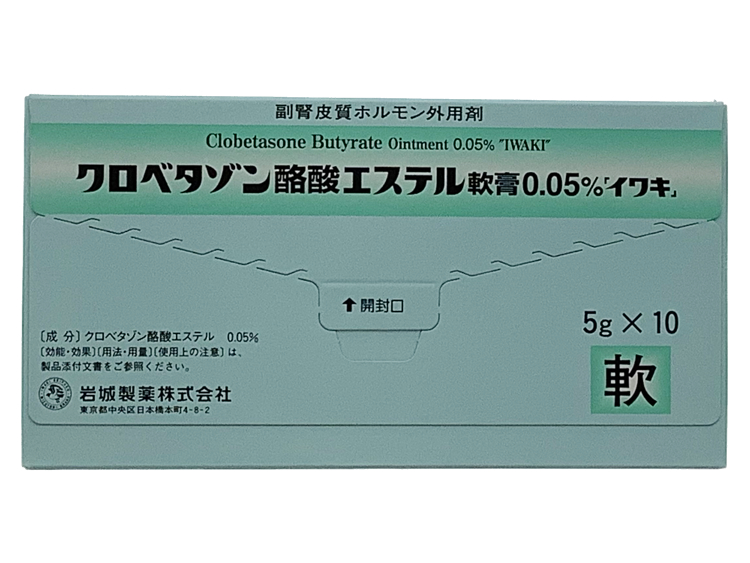 副腎皮質ホルモン外用剤
Clobetasone Butyrate Ointment 0.05% "IWAKI"
クロベタゾン酪酸エステル軟膏0.05%「イワキ」
↑開封口
5g×10
〔成分〕クロベタゾン酪酸エステル 0.05%
〔効能・効果〕〔用法・用量〕〔使用上の注意〕は、
製品添付文書をご参照ください。
軟
岩城製薬株式会社
東京都中央区日本橋本町4-8-2